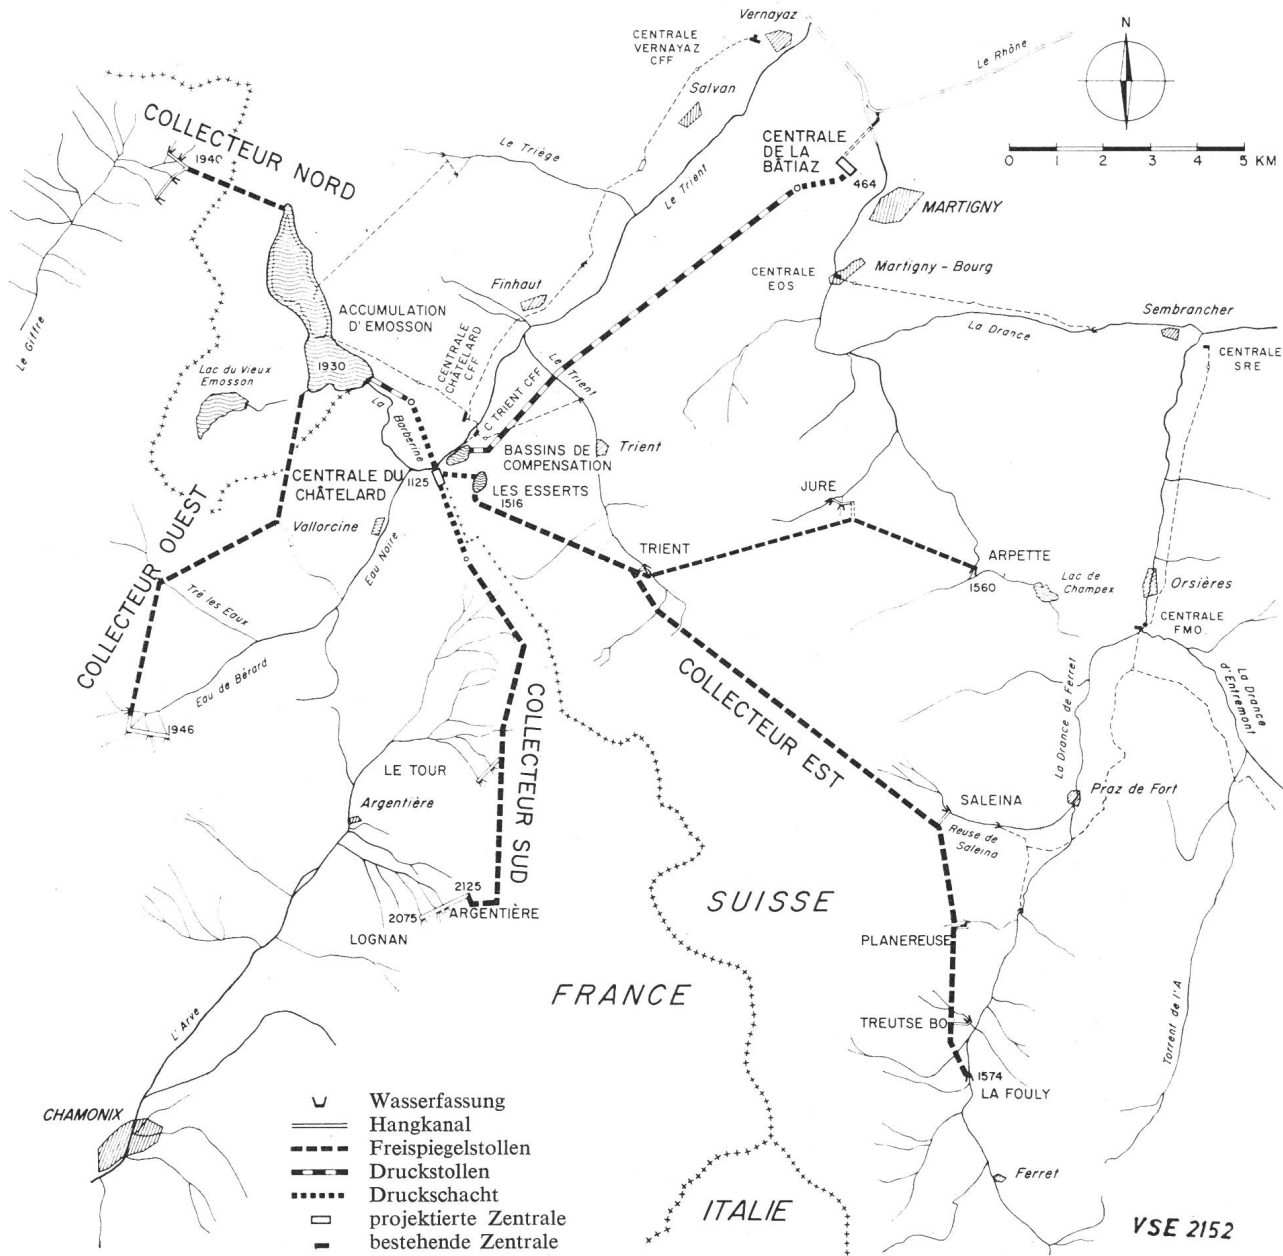 Vernayaz
N
CENTRALE
VERNAYAZ
CFF
Le Rhône
Salvan
COLLECTEUR NORD
1940
Le Triège
CENTRALE
DE LA
BÂTIAZ
0 1 2 3 4 5 KM
Le Trient
464
MARTIGNY
Finhaut
CENTRALE
EOS
Martigny - Bourg
ACCUMULATION
D'EMOSSON
Le Giffre
Sembrancher
La Drance
CENTRALE
CHÂTELARD
CFF
Le Trient
CENTRALE
SRE
1930
Lac du Vieux
Emosson
La
Barberine
P. C TRIENT CFF
BASSINS DE
COMPENSATION
Trient
CENTRALE DU
CHÂTELARD
1125
LES ESSERTS
1516
JURE
COLLECTEUR OUEST
Vallorcine
Eau Noire
TRIENT
ARPETTE
1560
Lac de
Champex
Orsières
Tré les Eaux
CENTRALE
FMO
Eau de Bérard
COLLECTEUR SUD
COLLECTEUR EST
La Drance de Ferret
La Drance
d'Entremont
1946
LE TOUR
Argentière
SALEINA
Praz de Fort
Reuse de
Saleina
2125
2075
ARGENTIÈRE
LOGNAN
SUISSE
PLANEREUSE
FRANCE
TREUTSE BO
Torrent de l'A
L'Arve
1574
LA FOULY
CHAMONIX
Wasserfassung
Hangkanal
Freispiegelstollen
Druckstollen
Druckschacht
projektierte Zentrale
bestehende Zentrale
Ferret
ITALIE
VSE 2152